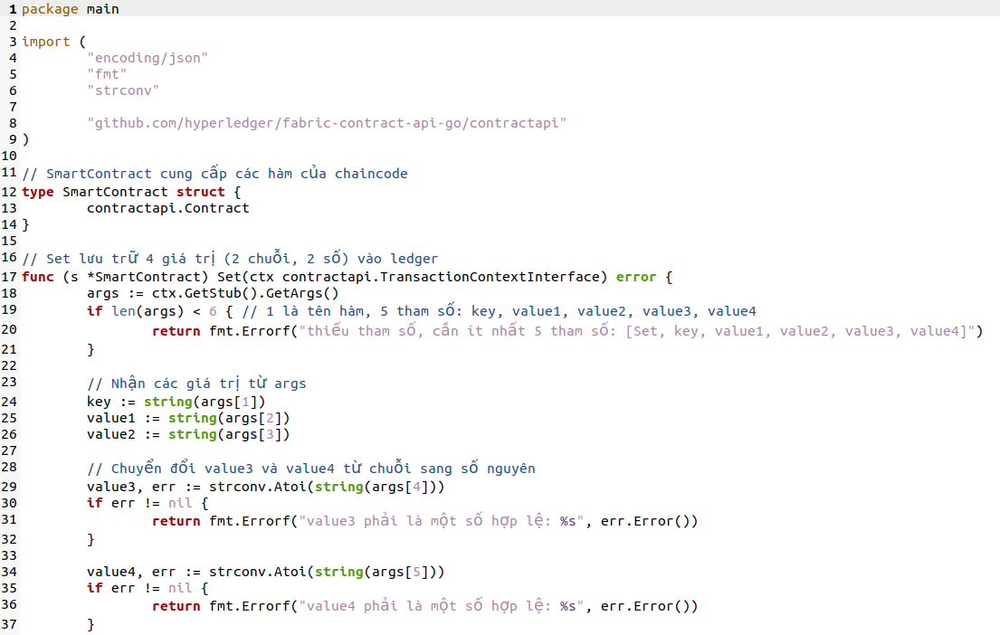 1 package main
2
3 import (
4 "encoding/json"
5 "fmt"
6 "strconv"
7
8 "github.com/hyperledger/fabric-contract-api-go/contractapi"
9 )
10
11 // SmartContract cung cấp các hàm của chaincode
12 type SmartContract struct {
13 contractapi.Contract
14 }
15
16 // Set lưu trữ 4 giá trị (2 chuỗi, 2 số) vào ledger
17 func (s *SmartContract) Set(ctx contractapi.TransactionContextInterface) error {
18 args := ctx.GetStub().GetArgs()
19 if len(args) < 6 { // 1 là tên hàm, 5 tham số: key, value1, value2, value3, value4
20 return fmt.Errorf("thiếu tham số, cần ít nhất 5 tham số: [Set, key, value1, value2, value3, value4]")
21 }
22
23 // Nhận các giá trị từ args
24 key := string(args[1])
25 value1 := string(args[2])
26 value2 := string(args[3])
27
28 // Chuyển đổi value3 và value4 từ chuỗi sang số nguyên
29 value3, err := strconv.Atoi(string(args[4]))
30 if err != nil {
31 return fmt.Errorf("value3 phải là một số hợp lệ: %s", err.Error())
32 }
33
34 value4, err := strconv.Atoi(string(args[5]))
35 if err != nil {
36 return fmt.Errorf("value4 phải là một số hợp lệ: %s", err.Error())
37 }